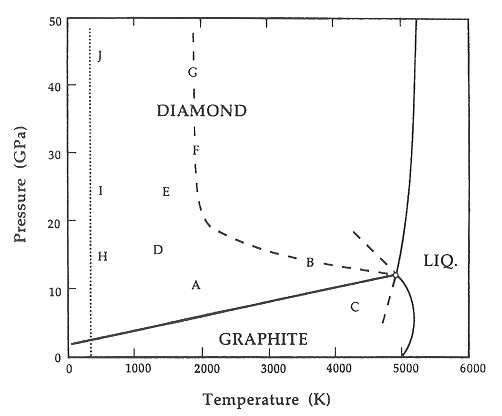 50
J
G
40
DIAMOND
F
30
I
E
20
H
D
B
LIQ.
A
10
C
GRAPHITE
0
0
1000
2000
3000
4000
5000
6000
Pressure (GPa)
Temperature (K)